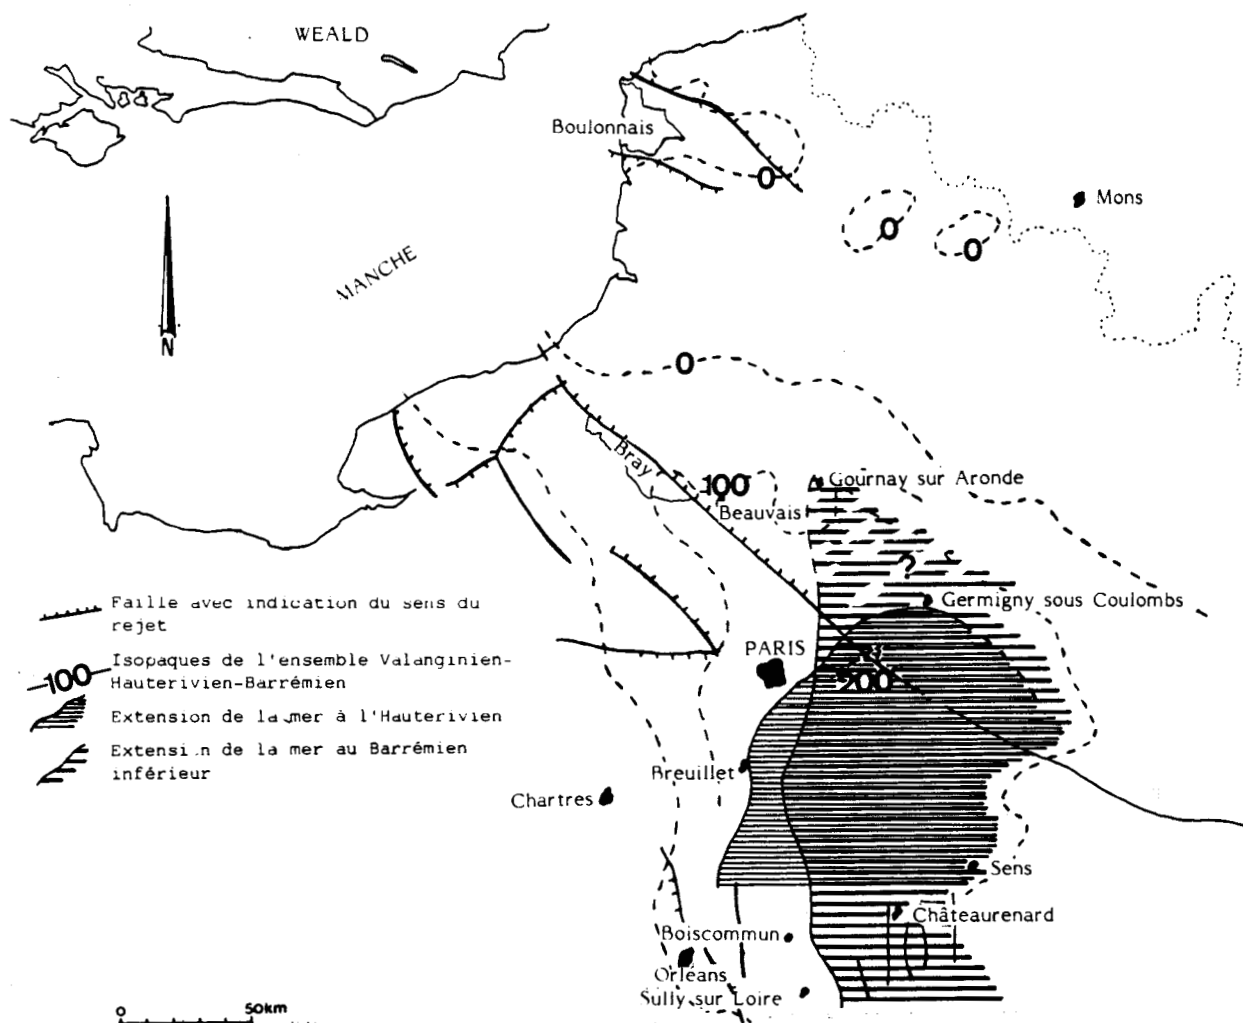 WEALD
Boulonnais
0
Mons
0
0
MANCHE
N
0
Bray
100
Gournay sur Aronde
Beauvais
?
Germigny sous Coulombs
Faille avec indication du sens du
rejet
PARIS
100
Isopaques de l'ensemble Valanginien-
Hauterivien-Barrémien
200
Extension de la mer à l'Hauterivien
Extensi n de la mer au Barrémien
inférieur
Breuillet
Chartres
Sens
Châteaurenard
Boiscommun
Orléans
Sully sur Loire
0 50km